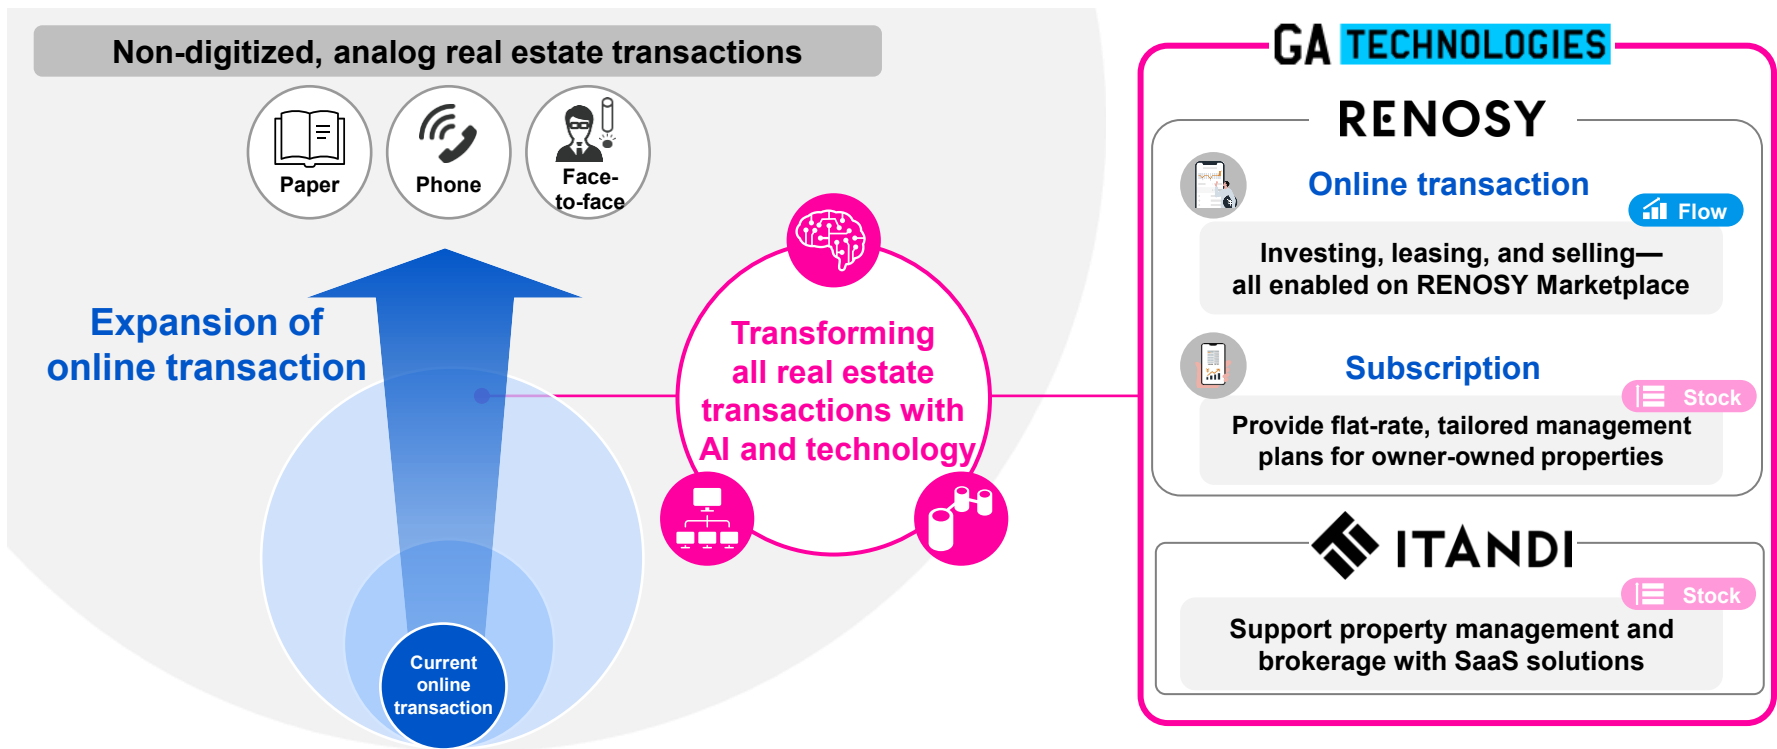 Non-digitized, analog real estate transactions
Paper
Phone
Face-
to-face
Expansion of
online transaction
Current
online
transaction
Transforming
all real estate
transactions with
AI and technology
GA TECHNOLOGIES
RENOSY
Online transaction
Flow
Investing, leasing, and selling—
all enabled on RENOSY Marketplace
Subscription
Stock
Provide flat-rate, tailored management
plans for owner-owned properties
ITANDI
Stock
Support property management and
brokerage with SaaS solutions